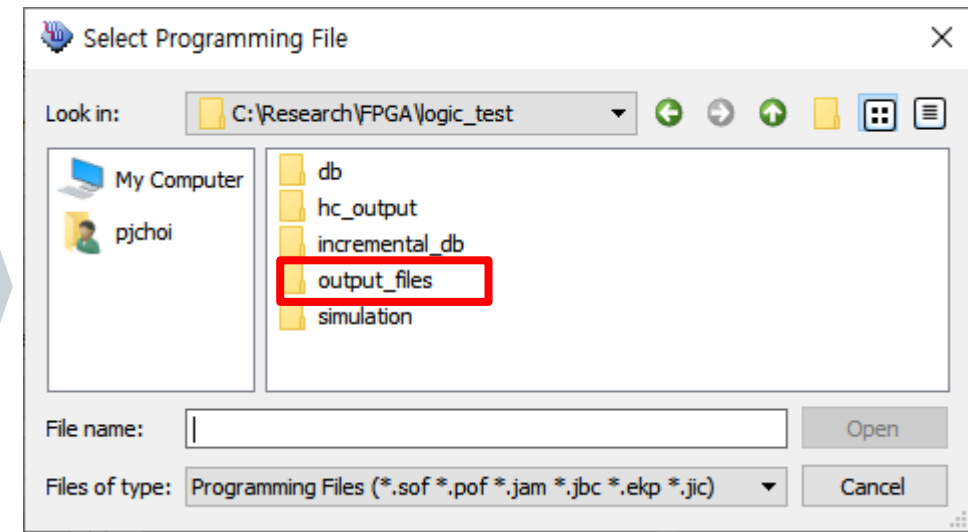 Select Programming File
Look in: C:\Research\FPGA\logic_test
My Computer
pjchoi
db
hc_output
incremental_db
output_files
simulation
File name: Open
Files of type: Programming Files (*.sof *.pof *.jam *.jbc *.ekp *.jic) Cancel